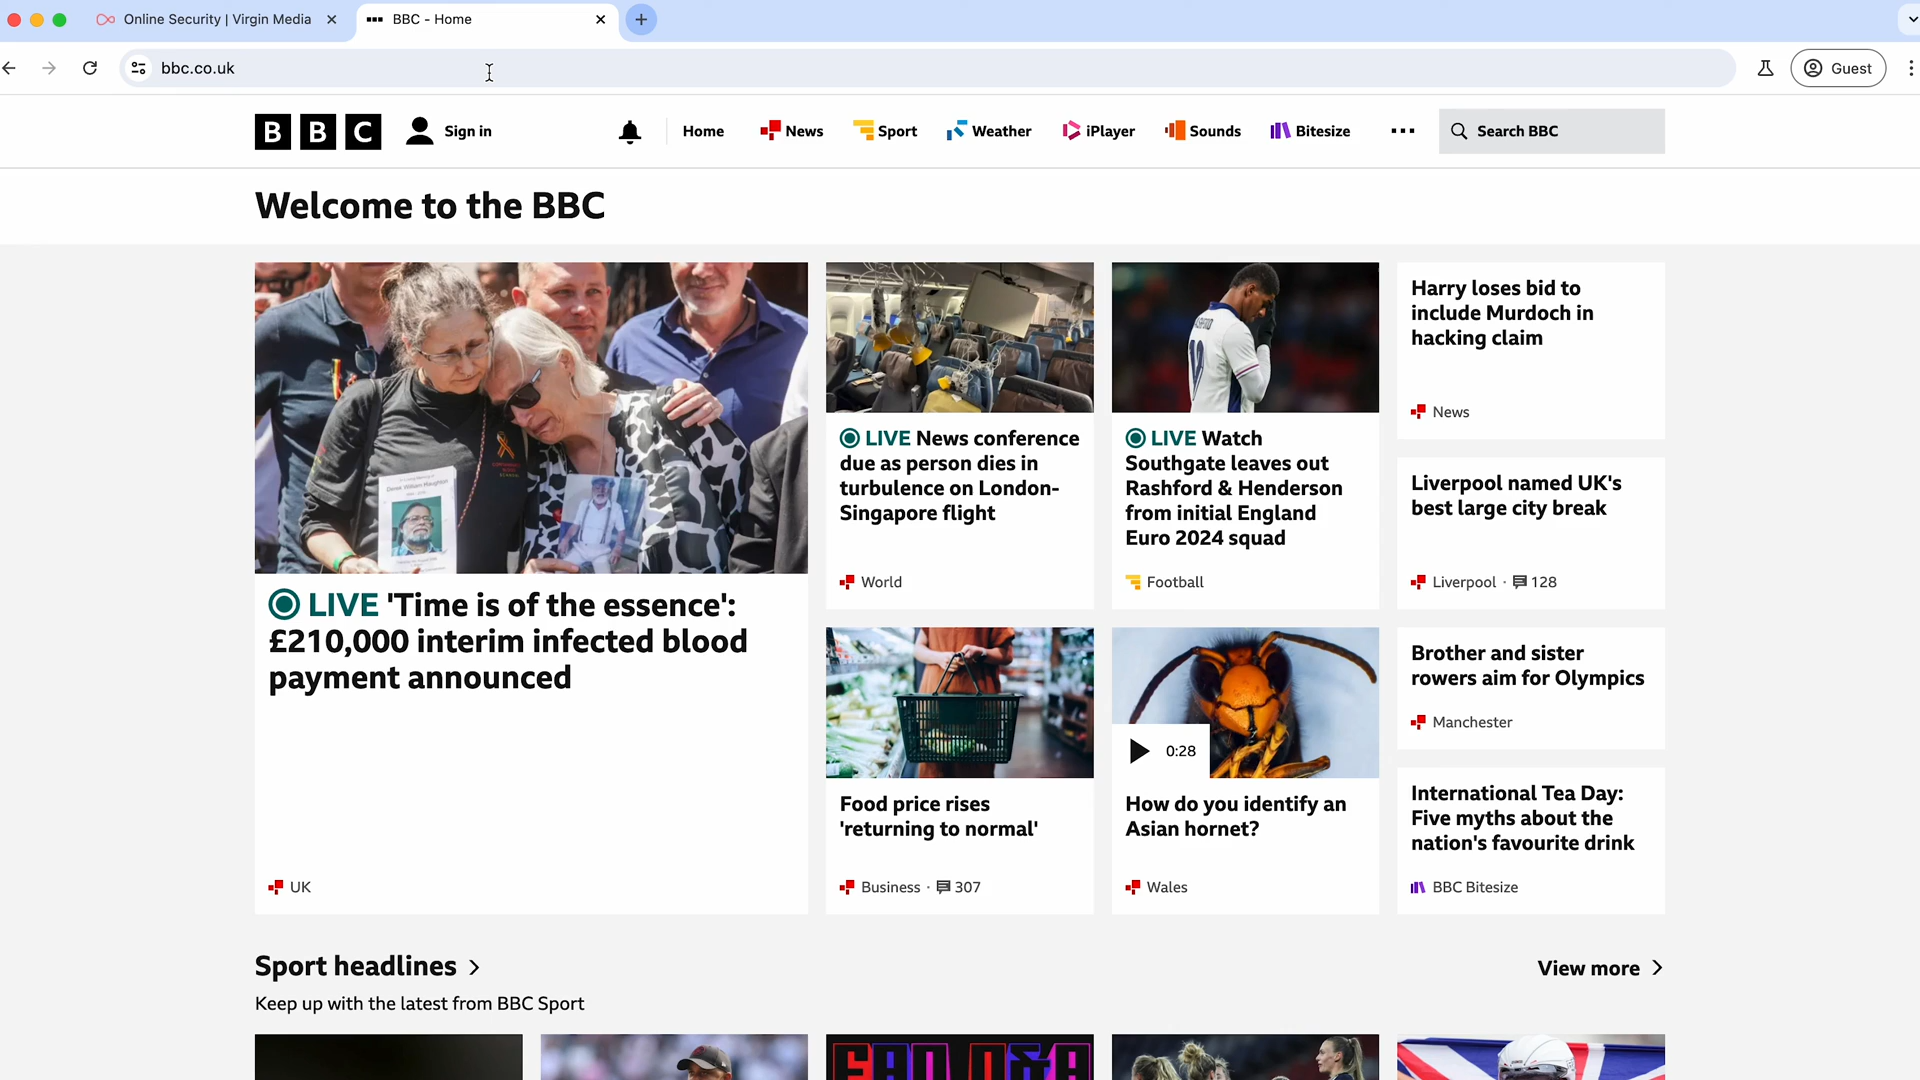 Online Security | Virgin Media
BBC - Home
bbc.co.uk
Guest
BBC
Sign in
Home
News
Sport
Weather
iPlayer
Sounds
Bitesize
Search BBC
Welcome to the BBC
LIVE 'Time is of the essence':
£210,000 interim infected blood
payment announced
UK
LIVE News conference
due as person dies in
turbulence on London-
Singapore flight
World
LIVE Watch
Southgate leaves out
Rashford & Henderson
from initial England
Euro 2024 squad
Football
Harry loses bid to
include Murdoch in
hacking claim
News
Liverpool named UK's
best large city break
Liverpool · 128
Food price rises
'returning to normal'
Business · 307
0:28
How do you identify an
Asian hornet?
Wales
Brother and sister
rowers aim for Olympics
Manchester
International Tea Day:
Five myths about the
nation's favourite drink
BBC Bitesize
Sport headlines
View more
Keep up with the latest from BBC Sport